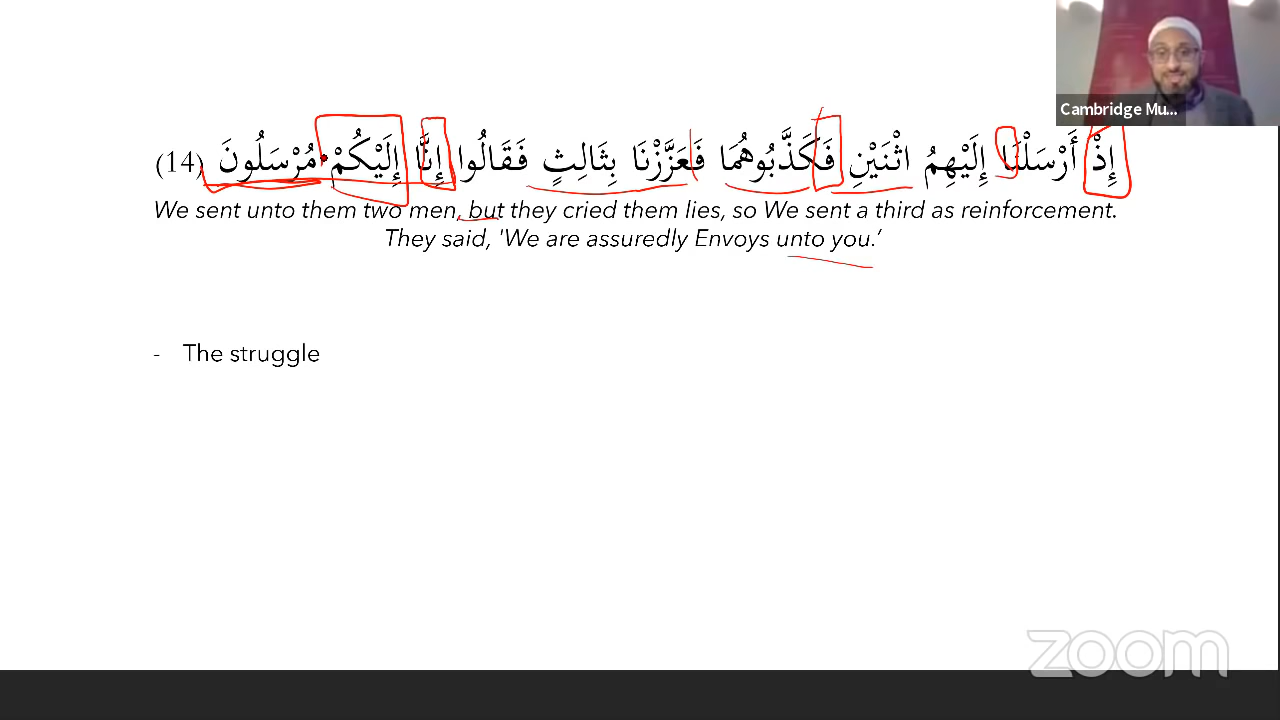 Cambridge Mu...
إِذْ أَرْسَلْنَا إِلَيْهِمُ اثْنَيْنِ فَكَذَّبُوهُمَا فَعَزَّزْنَا بِثَالِثٍ فَقَالُوا إِنَّا إِلَيْكُمْ مُرْسَلُونَ (14)
We sent unto them two men, but they cried them lies, so We sent a third as reinforcement.
They said, 'We are assuredly Envoys unto you.’
- The struggle
zoom